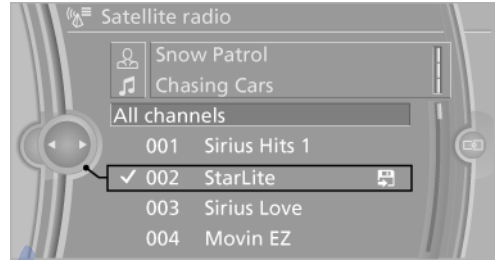 Satellite radio
Snow Patrol
Chasing Cars
All channels
001 Sirius Hits 1
002 StarLite
003 Sirius Love
004 Movin EZ